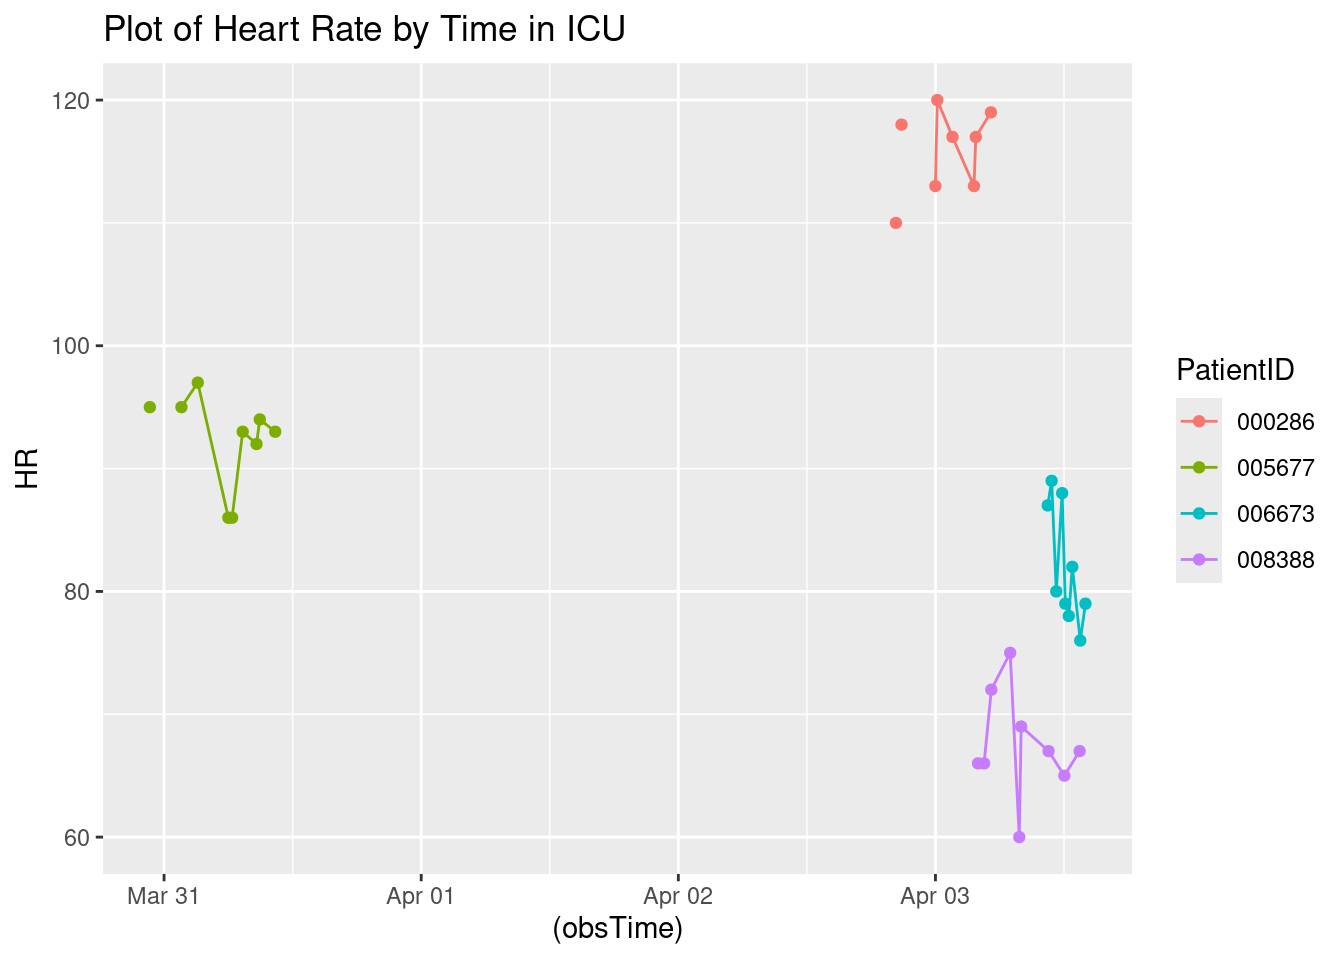 Plot of Heart Rate by Time in ICU
120
100
80
60
HR
Mar 31 Apr 01 Apr 02 Apr 03
(obsTime)
PatientID
000286
005677
006673
008388